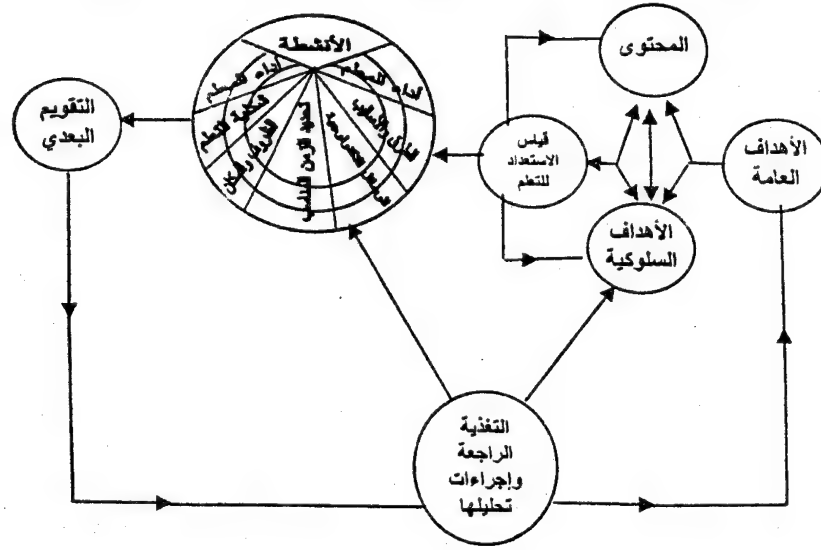 المحتوى
الأهداف
العامة
قياس
الاستعداد
للتعلم
الأهداف
السلوكية
الأنشطة
أداء المعلم
أداء المتعلم
الطرق والأساليب
تحديد الزمن المناسب
التقويم
البعدي
التغذية
الراجعة
وإجراءات
تحليلها